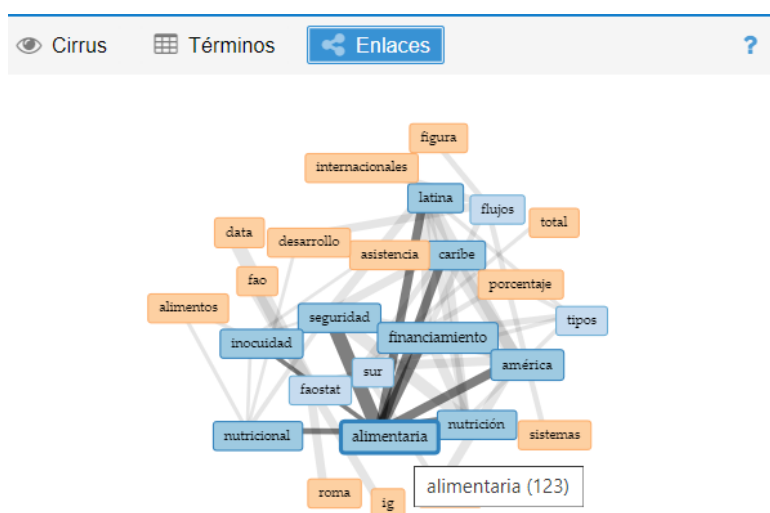 Cirrus Términos Enlaces ?
figura
internacionales
latina
flujos
total
data
desarrollo
asistencia
caribe
fao
porcentaje
alimentos
seguridad
tipos
inocuidad
financiamiento
américa
sur
faostat
nutrición
nutricional
alimentaria
sistemas
alimentaria (123)
roma
ig